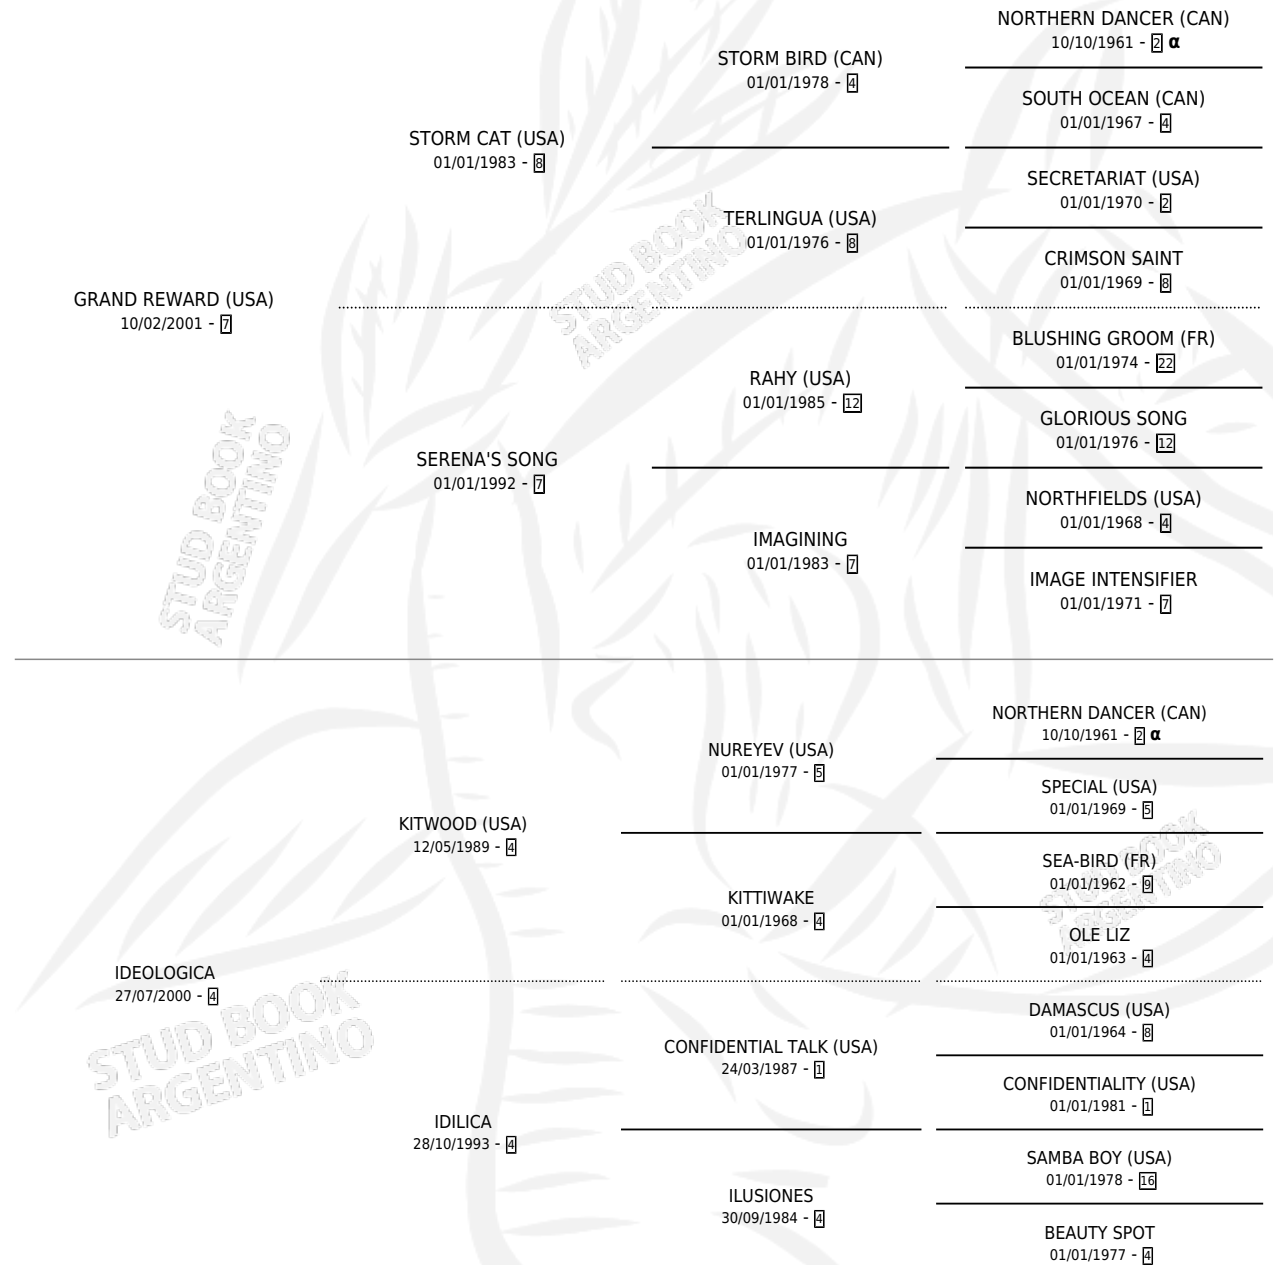 NORTHERN DANCER (CAN)
10/10/1961 - 2 α
STORM BIRD (CAN)
01/01/1978 - 4
SOUTH OCEAN (CAN)
01/01/1967 - 4
STORM CAT (USA)
01/01/1983 - 8
SECRETARIAT (USA)
01/01/1970 - 2
TERLINGUA (USA)
01/01/1976 - 8
CRIMSON SAINT
01/01/1969 - 8
GRAND REWARD (USA)
10/02/2001 - 7
BLUSHING GROOM (FR)
01/01/1974 - 22
RAHY (USA)
01/01/1985 - 12
GLORIOUS SONG
01/01/1976 - 12
SERENA'S SONG
01/01/1992 - 7
NORTHFIELDS (USA)
01/01/1968 - 4
IMAGINING
01/01/1983 - 7
IMAGE INTENSIFIER
01/01/1971 - 7
NORTHERN DANCER (CAN)
10/10/1961 - 2 α
NUREYEV (USA)
01/01/1977 - 5
SPECIAL (USA)
01/01/1969 - 5
KITWOOD (USA)
12/05/1989 - 4
SEA-BIRD (FR)
01/01/1962 - 9
KITTIWAKE
01/01/1968 - 4
OLE LIZ
01/01/1963 - 4
IDEOLOGICA
27/07/2000 - 4
DAMASCUS (USA)
01/01/1964 - 8
CONFIDENTIAL TALK (USA)
24/03/1987 - 1
CONFIDENTIALITY (USA)
01/01/1981 - 1
IDILICA
28/10/1993 - 4
SAMBA BOY (USA)
01/01/1978 - 16
ILUSIONES
30/09/1984 - 4
BEAUTY SPOT
01/01/1977 - 4
STUD BOOK
ARGENTINO
STUD BOOK
ARGENTINO
STUD BOOK
ARGENTINO
STUD BOOK
ARGENTINO